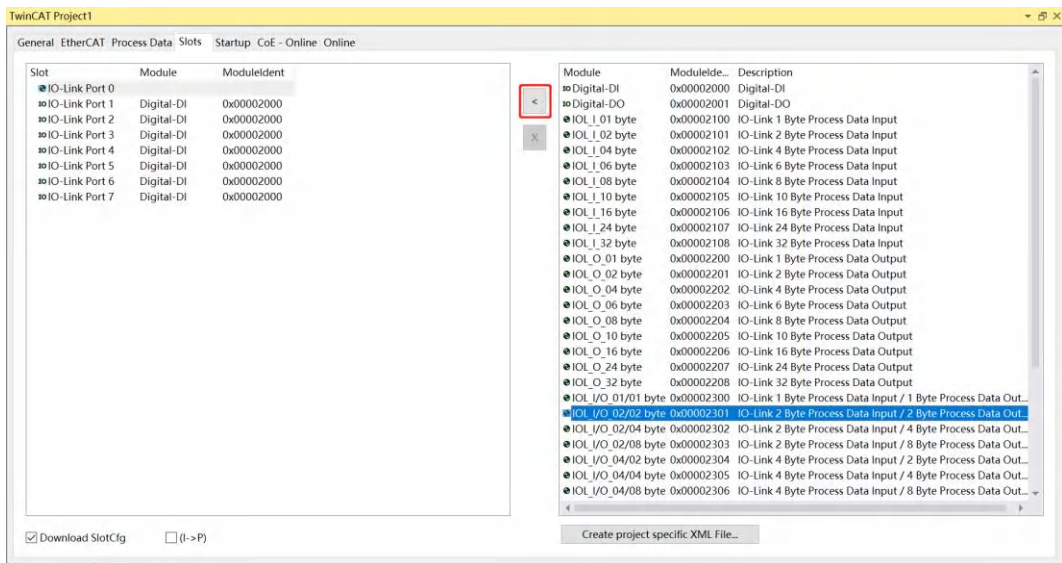 TwinCAT Project1
General EtherCAT Process Data Slots Startup CoE - Online Online
Slot Module ModuleIdent
IO-Link Port 0
IO-Link Port 1 Digital-DI 0x00002000
IO-Link Port 2 Digital-DI 0x00002000
IO-Link Port 3 Digital-DI 0x00002000
IO-Link Port 4 Digital-DI 0x00002000
IO-Link Port 5 Digital-DI 0x00002000
IO-Link Port 6 Digital-DI 0x00002000
IO-Link Port 7 Digital-DI 0x00002000
<
X
Module ModuleIde... Description
Digital-DI 0x00002000 Digital-DI
Digital-DO 0x00002001 Digital-DO
IOL_I_01 byte 0x00002100 IO-Link 1 Byte Process Data Input
IOL_I_02 byte 0x00002101 IO-Link 2 Byte Process Data Input
IOL_I_04 byte 0x00002102 IO-Link 4 Byte Process Data Input
IOL_I_06 byte 0x00002103 IO-Link 6 Byte Process Data Input
IOL_I_08 byte 0x00002104 IO-Link 8 Byte Process Data Input
IOL_I_10 byte 0x00002105 IO-Link 10 Byte Process Data Input
IOL_I_16 byte 0x00002106 IO-Link 16 Byte Process Data Input
IOL_I_24 byte 0x00002107 IO-Link 24 Byte Process Data Input
IOL_I_32 byte 0x00002108 IO-Link 32 Byte Process Data Input
IOL_O_01 byte 0x00002200 IO-Link 1 Byte Process Data Output
IOL_O_02 byte 0x00002201 IO-Link 2 Byte Process Data Output
IOL_O_04 byte 0x00002202 IO-Link 4 Byte Process Data Output
IOL_O_06 byte 0x00002203 IO-Link 6 Byte Process Data Output
IOL_O_08 byte 0x00002204 IO-Link 8 Byte Process Data Output
IOL_O_10 byte 0x00002205 IO-Link 10 Byte Process Data Output
IOL_O_16 byte 0x00002206 IO-Link 16 Byte Process Data Output
IOL_O_24 byte 0x00002207 IO-Link 24 Byte Process Data Output
IOL_O_32 byte 0x00002208 IO-Link 32 Byte Process Data Output
IOL_I/O_01/01 byte 0x00002300 IO-Link 1 Byte Process Data Input / 1 Byte Process Data Out...
IOL_I/O_02/02 byte 0x00002301 IO-Link 2 Byte Process Data Input / 2 Byte Process Data Out...
IOL_I/O_02/04 byte 0x00002302 IO-Link 2 Byte Process Data Input / 4 Byte Process Data Out...
IOL_I/O_02/08 byte 0x00002303 IO-Link 2 Byte Process Data Input / 8 Byte Process Data Out...
IOL_I/O_04/02 byte 0x00002304 IO-Link 4 Byte Process Data Input / 2 Byte Process Data Out...
IOL_I/O_04/04 byte 0x00002305 IO-Link 4 Byte Process Data Input / 4 Byte Process Data Out...
IOL_I/O_04/08 byte 0x00002306 IO-Link 4 Byte Process Data Input / 8 Byte Process Data Out...
Download SlotCfg (I->P)
Create project specific XML File...